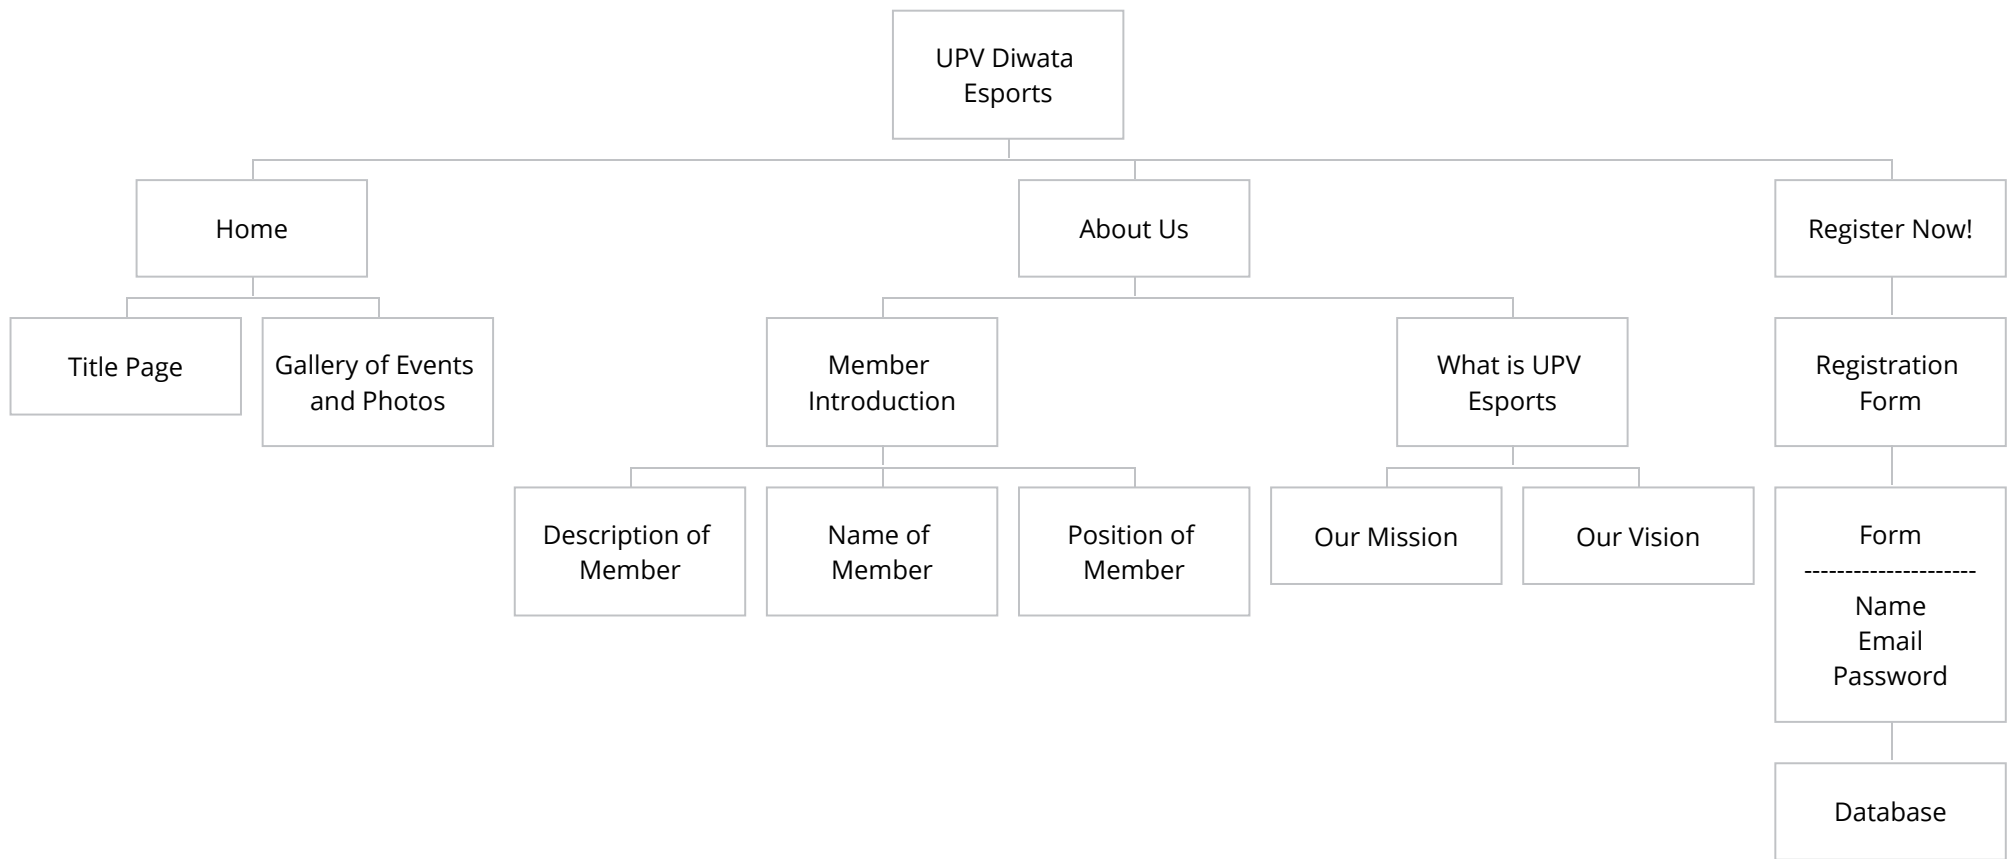 UPV Diwata
Esports
Home
About Us
Register Now!
Title Page
Gallery of Events
and Photos
Member
Introduction
What is UPV
Esports
Registration
Form
Description of
Member
Name of
Member
Position of
Member
Our Mission
Our Vision
Form
---------------------
Name
Email
Password
Database